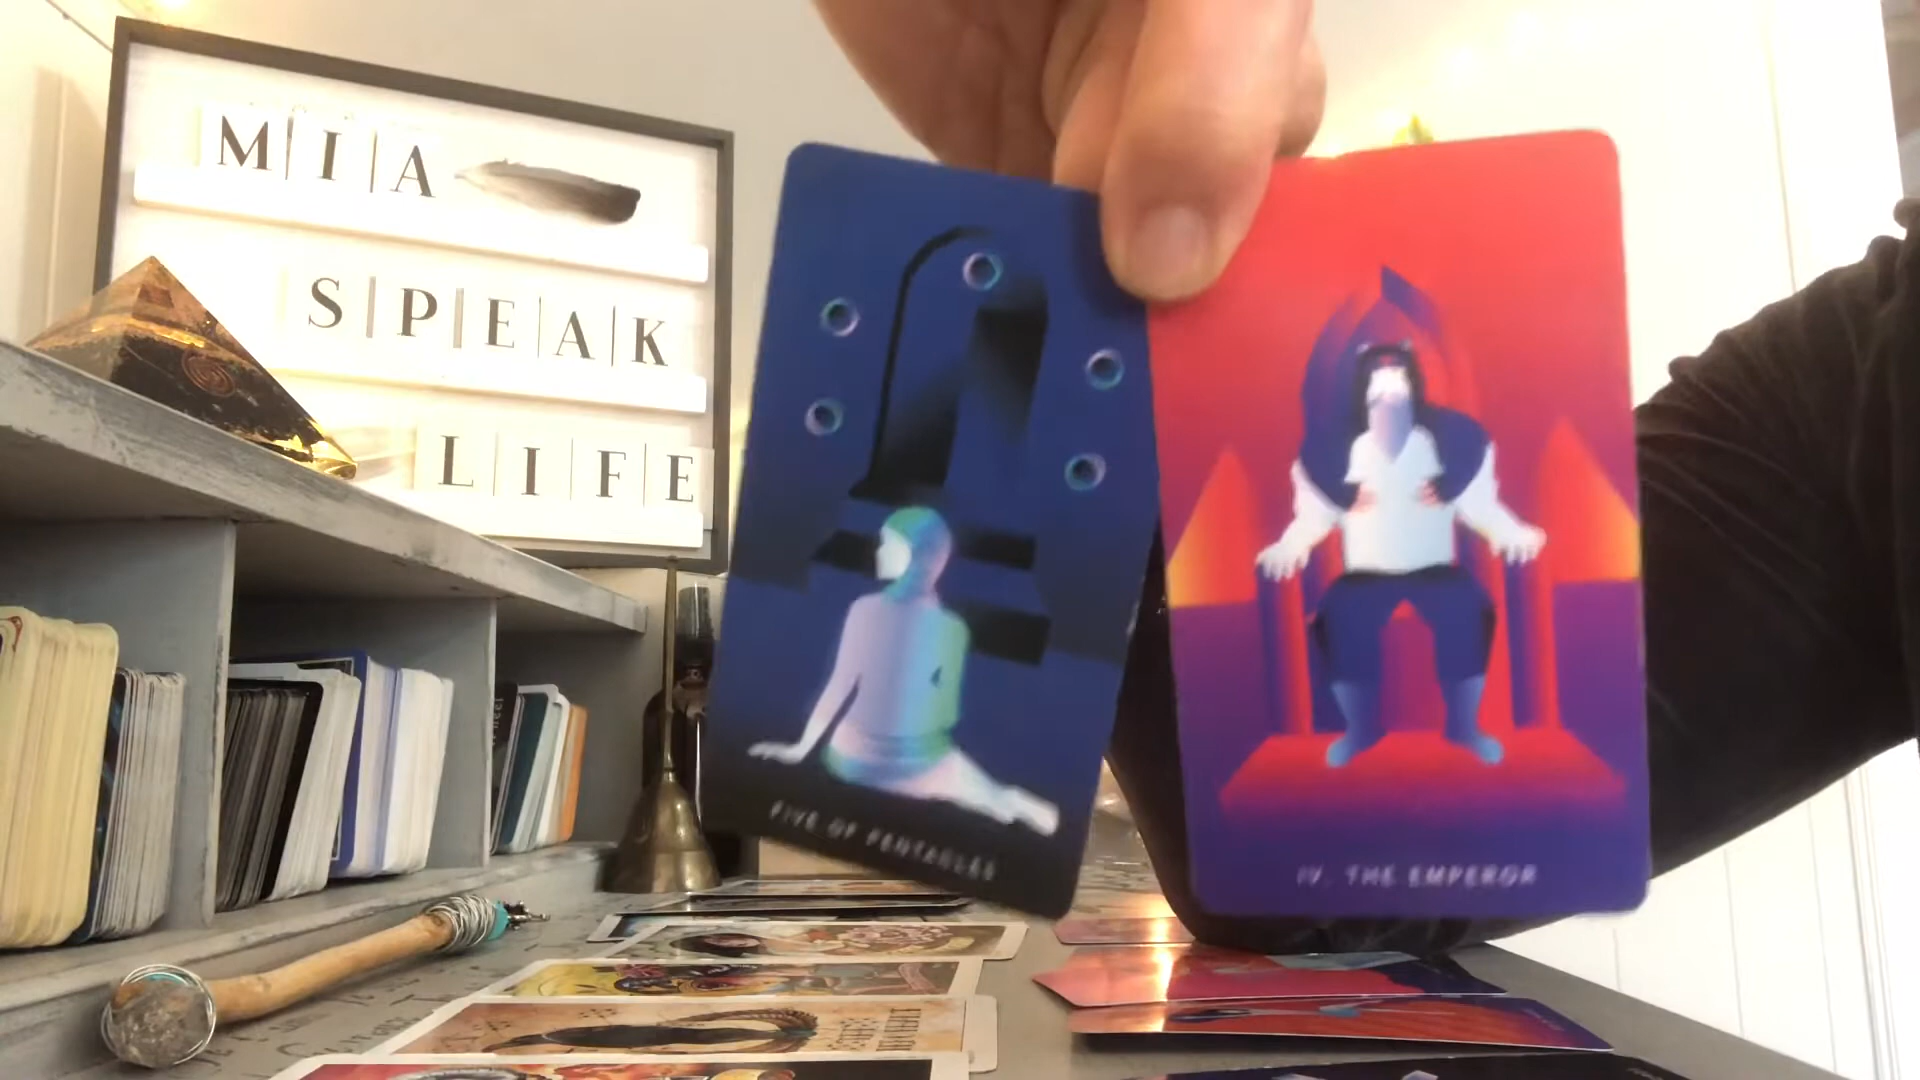 MIA
SPEAK
LIFE
FIVE OF PENTACLES
IV. THE EMPEROR